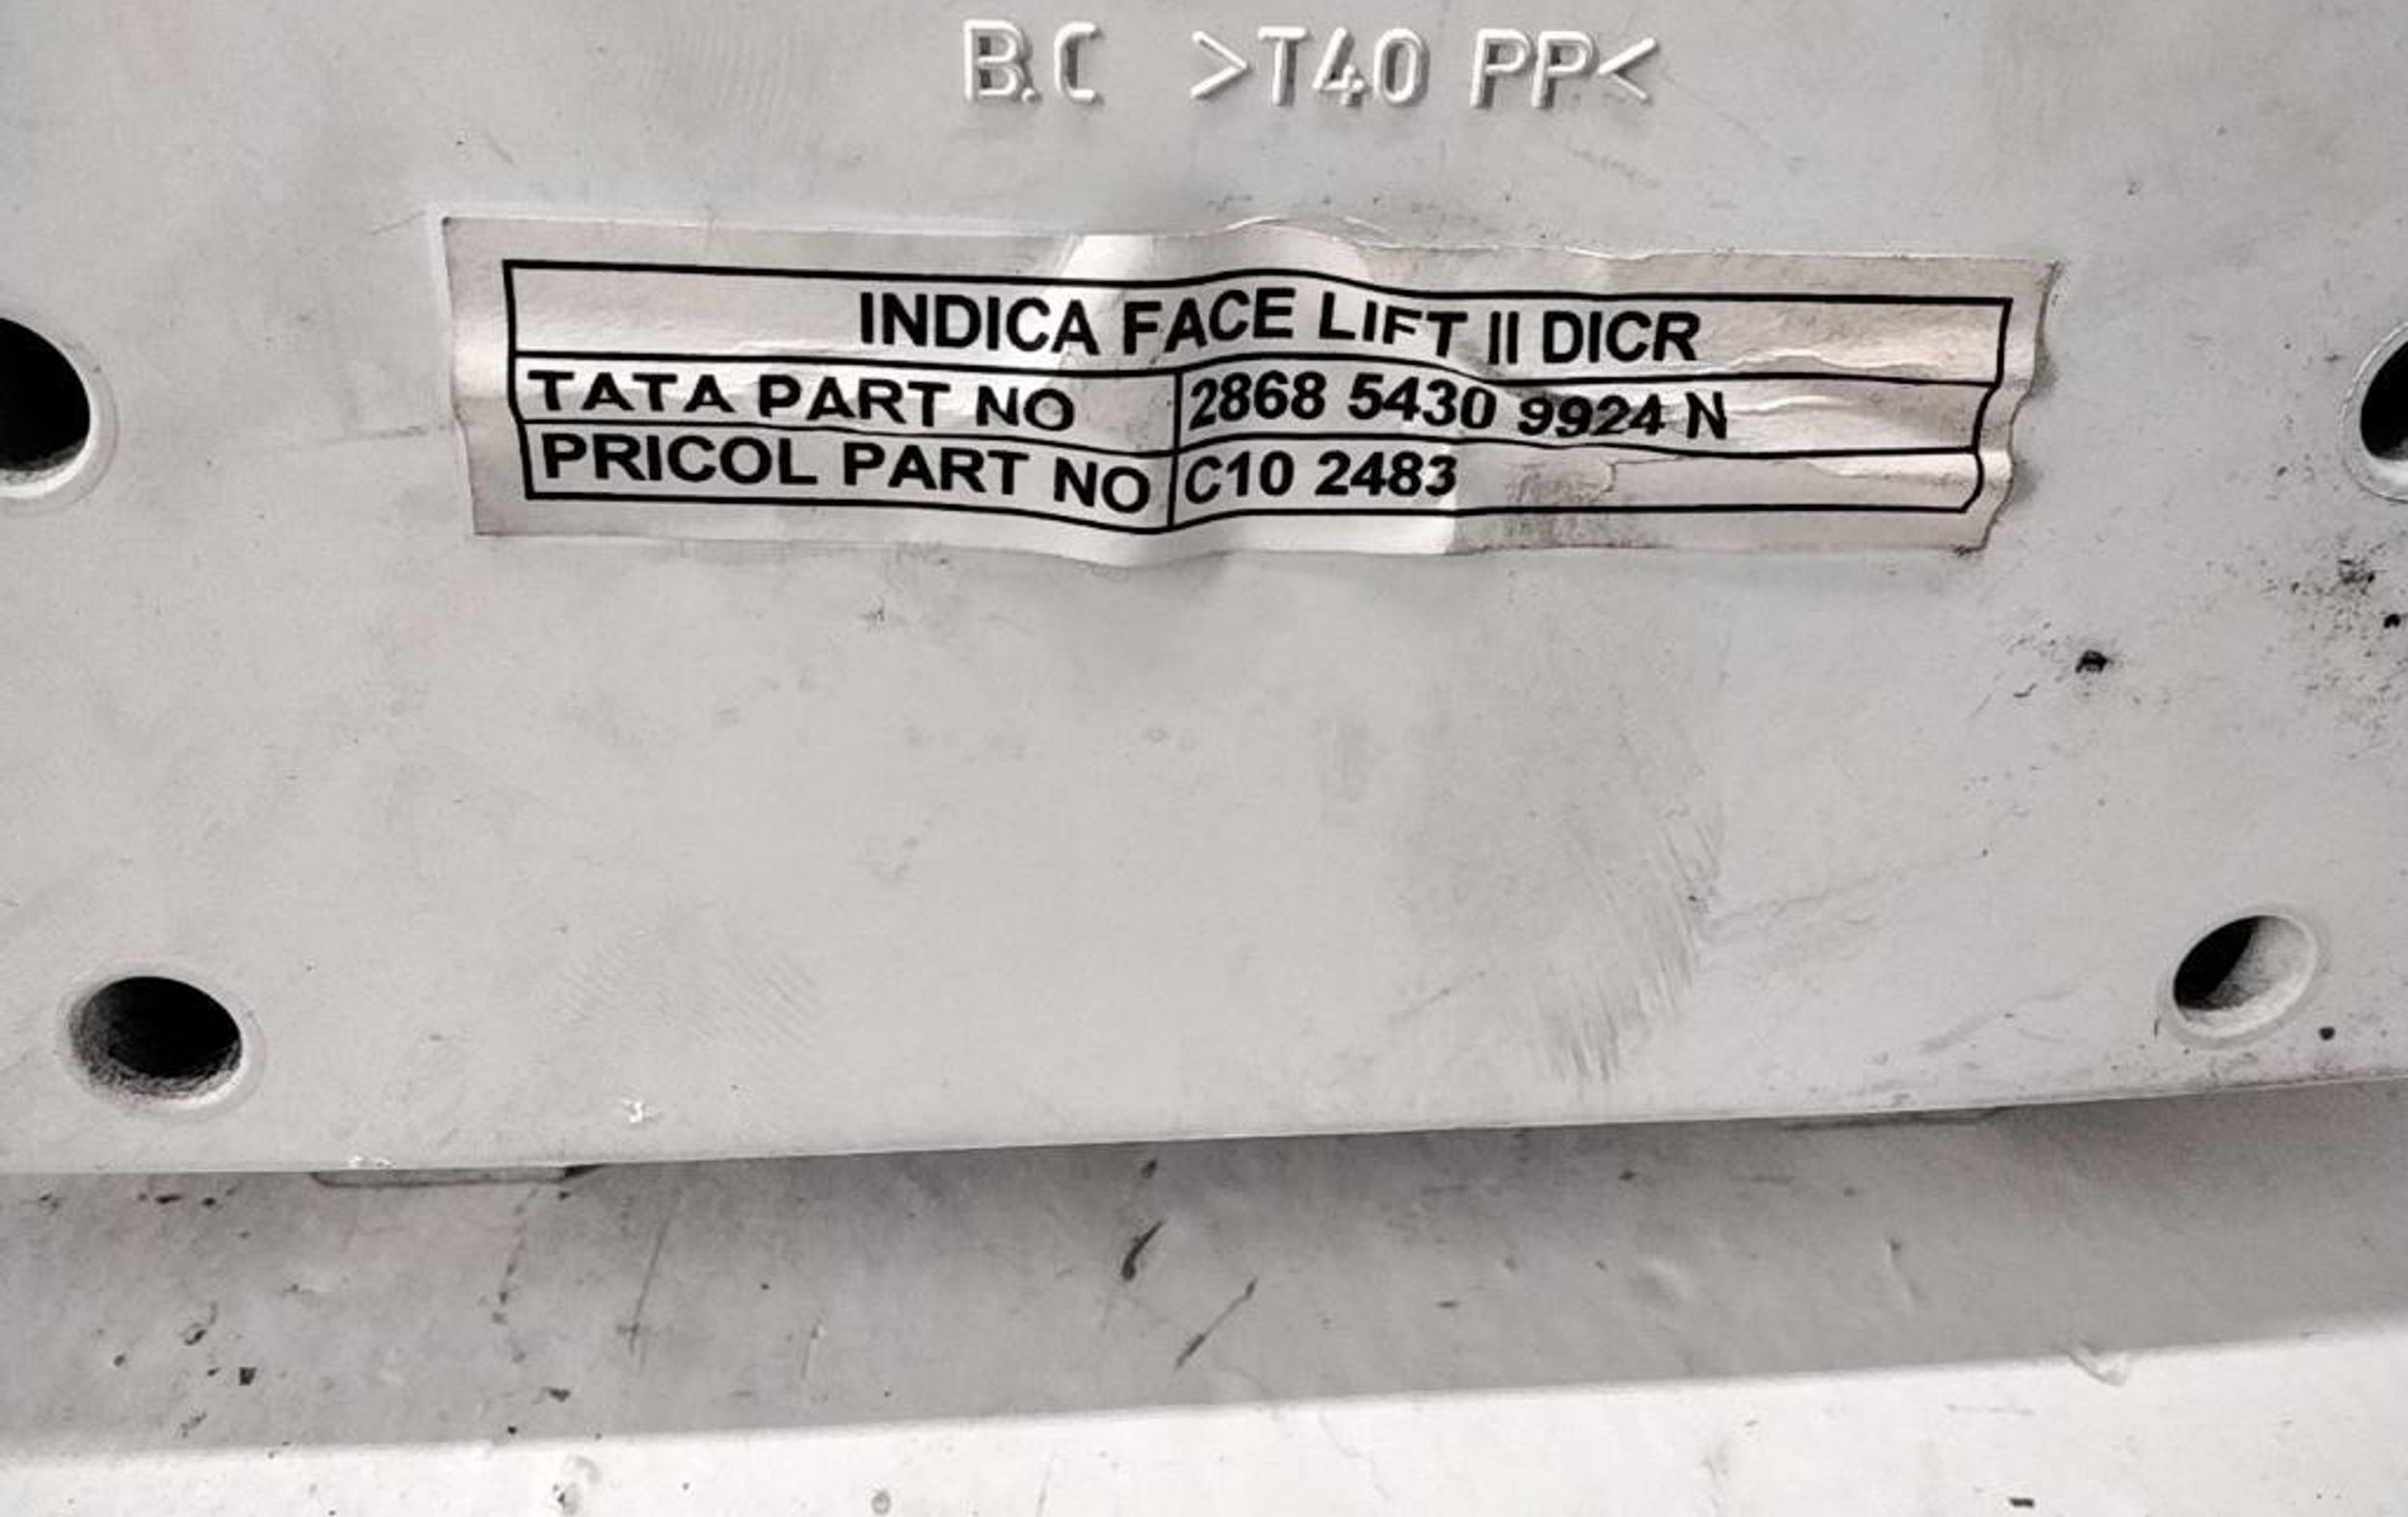 B.C >T40 PP<
INDICA FACE LIFT II DICR
TATA PART NO 2868 5430 9924 N
PRICOL PART NO C10 2483